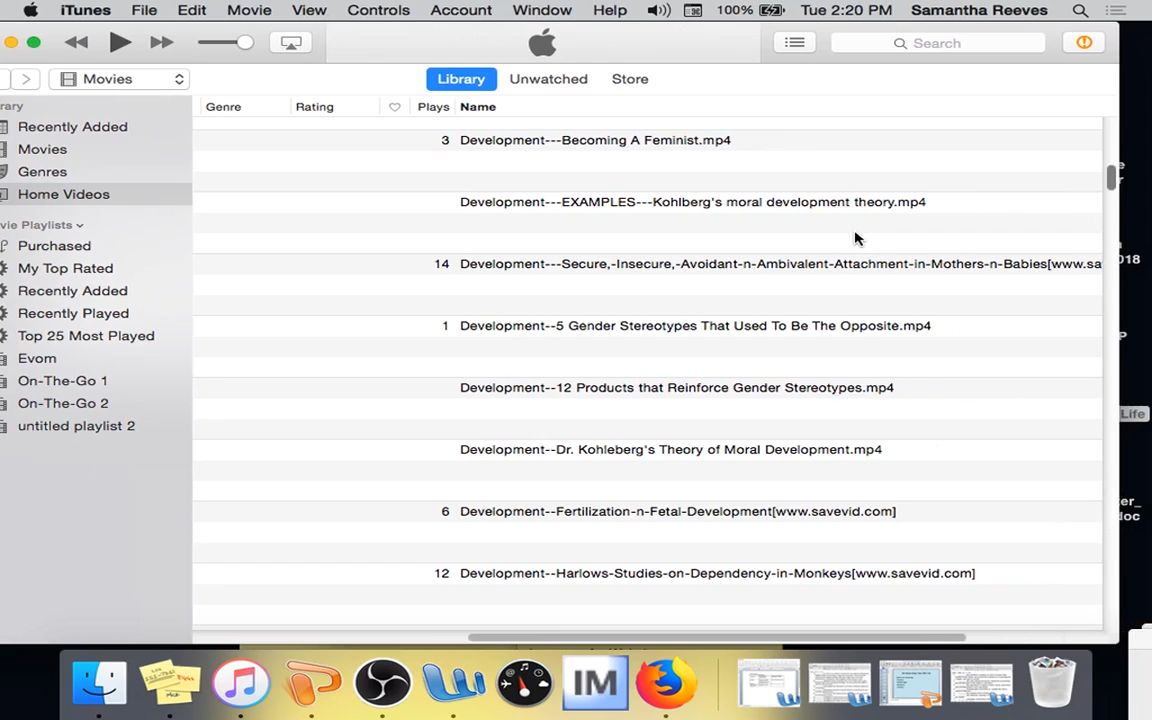 iTunes File Edit Movie View Controls Account Window Help 100% Tue 2:20 PM Samantha Reeves
Search
Movies Library Unwatched Store
rary
Genre Rating Plays Name
Recently Added
Movies
Genres
Home Videos
vie Playlists
Purchased
My Top Rated
Recently Added
Recently Played
Top 25 Most Played
Evom
On-The-Go 1
On-The-Go 2
untitled playlist 2
3 Development---Becoming A Feminist.mp4
Development---EXAMPLES---Kohlberg's moral development theory.mp4
14 Development---Secure,-Insecure,-Avoidant-n-Ambivalent-Attachment-in-Mothers-n-Babies[www.sa
1 Development--5 Gender Stereotypes That Used To Be The Opposite.mp4
Development--12 Products that Reinforce Gender Stereotypes.mp4
Development--Dr. Kohleberg's Theory of Moral Development.mp4
6 Development--Fertilization-n-Fetal-Development[www.savevid.com]
12 Development--Harlows-Studies-on-Dependency-in-Monkeys[www.savevid.com]
018
Life
er_
doc
IM